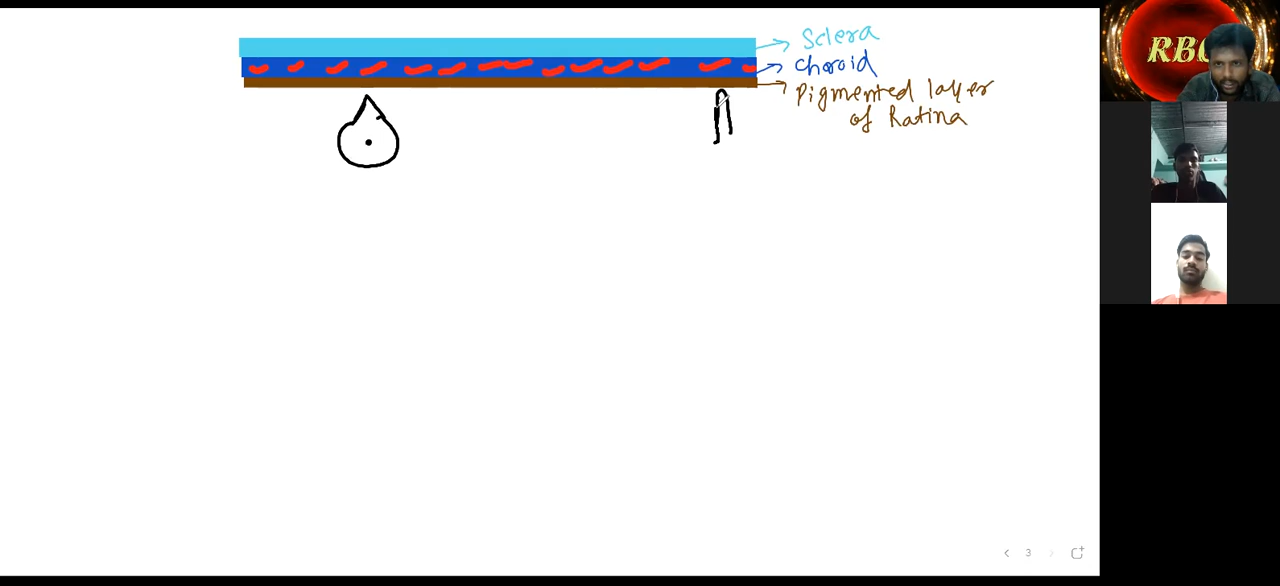 Sclera
choroid
Pigmented layer
of Ratina
RBC
3